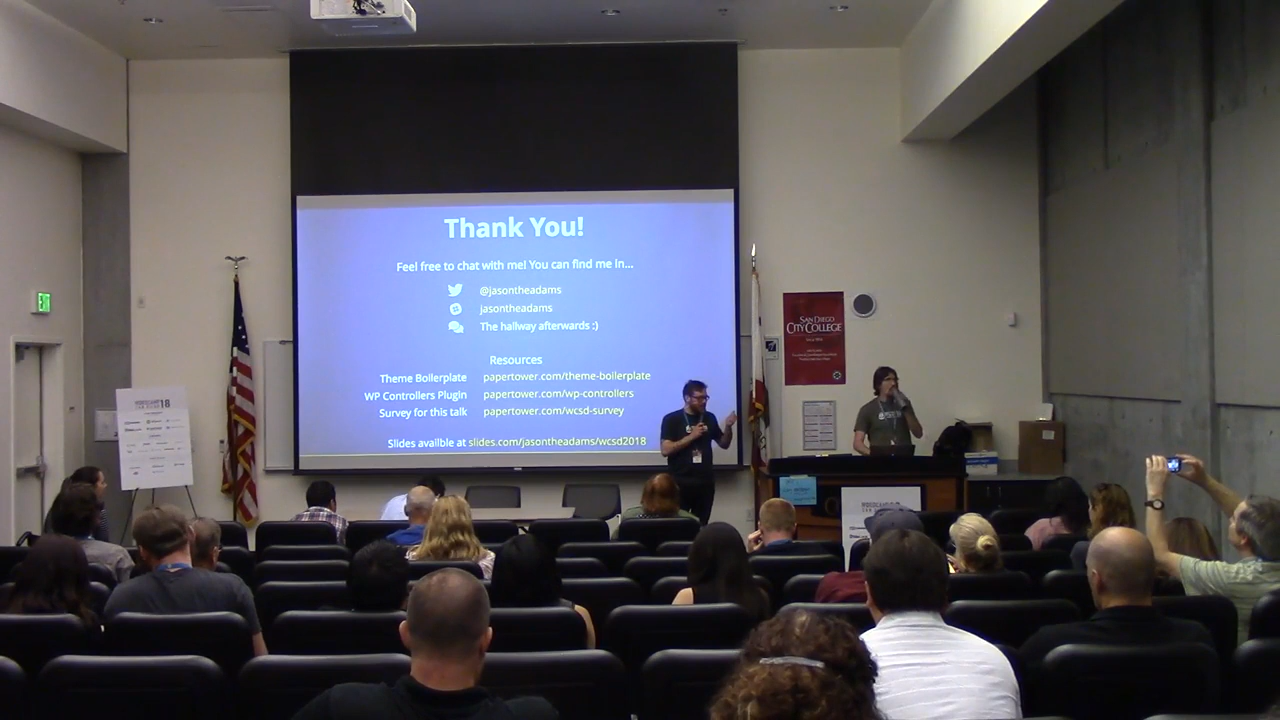 Thank You!
Feel free to chat with me! You can find me in...
@jasontheadams
jasontheadams
The hallway afterwards :)
Resources
Theme Boilerplate papertower.com/theme-boilerplate
WP Controllers Plugin papertower.com/wp-controllers
Survey for this talk papertower.com/wcsd-survey
Slides availble at slides.com/jasontheadams/wcsd2018
EXIT
SAN DIEGO
CITY COLLEGE
18